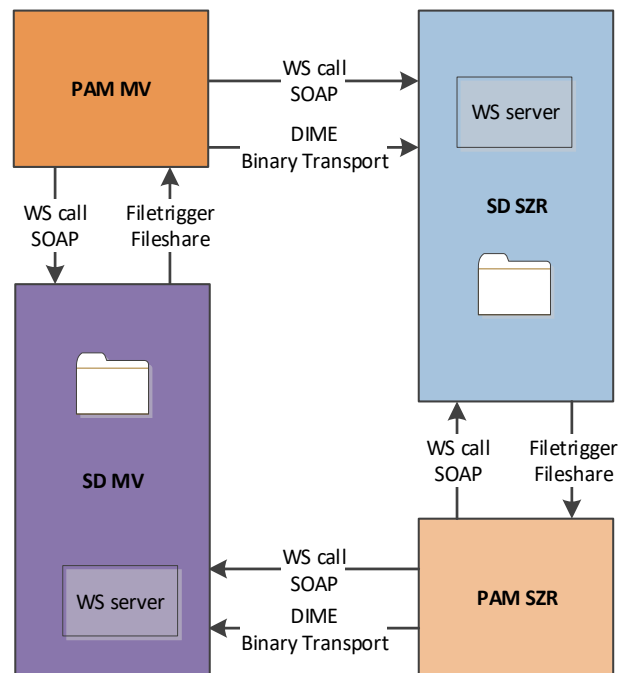 PAM MV
WS call
SOAP
DIME
Binary Transport
WS server
SD SZR
WS call
SOAP
Filetrigger
Fileshare
SD MV
WS server
WS call
SOAP
Filetrigger
Fileshare
WS call
SOAP
DIME
Binary Transport
PAM SZR